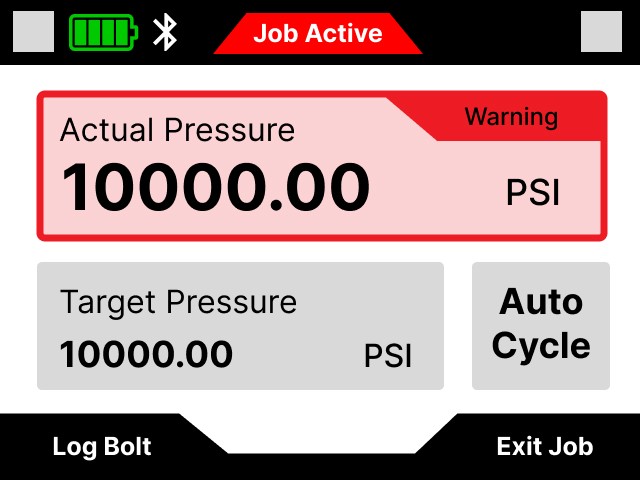 Job Active
Actual Pressure
Warning
10000.00 PSI
Target Pressure
10000.00 PSI
Auto
Cycle
Log Bolt
Exit Job